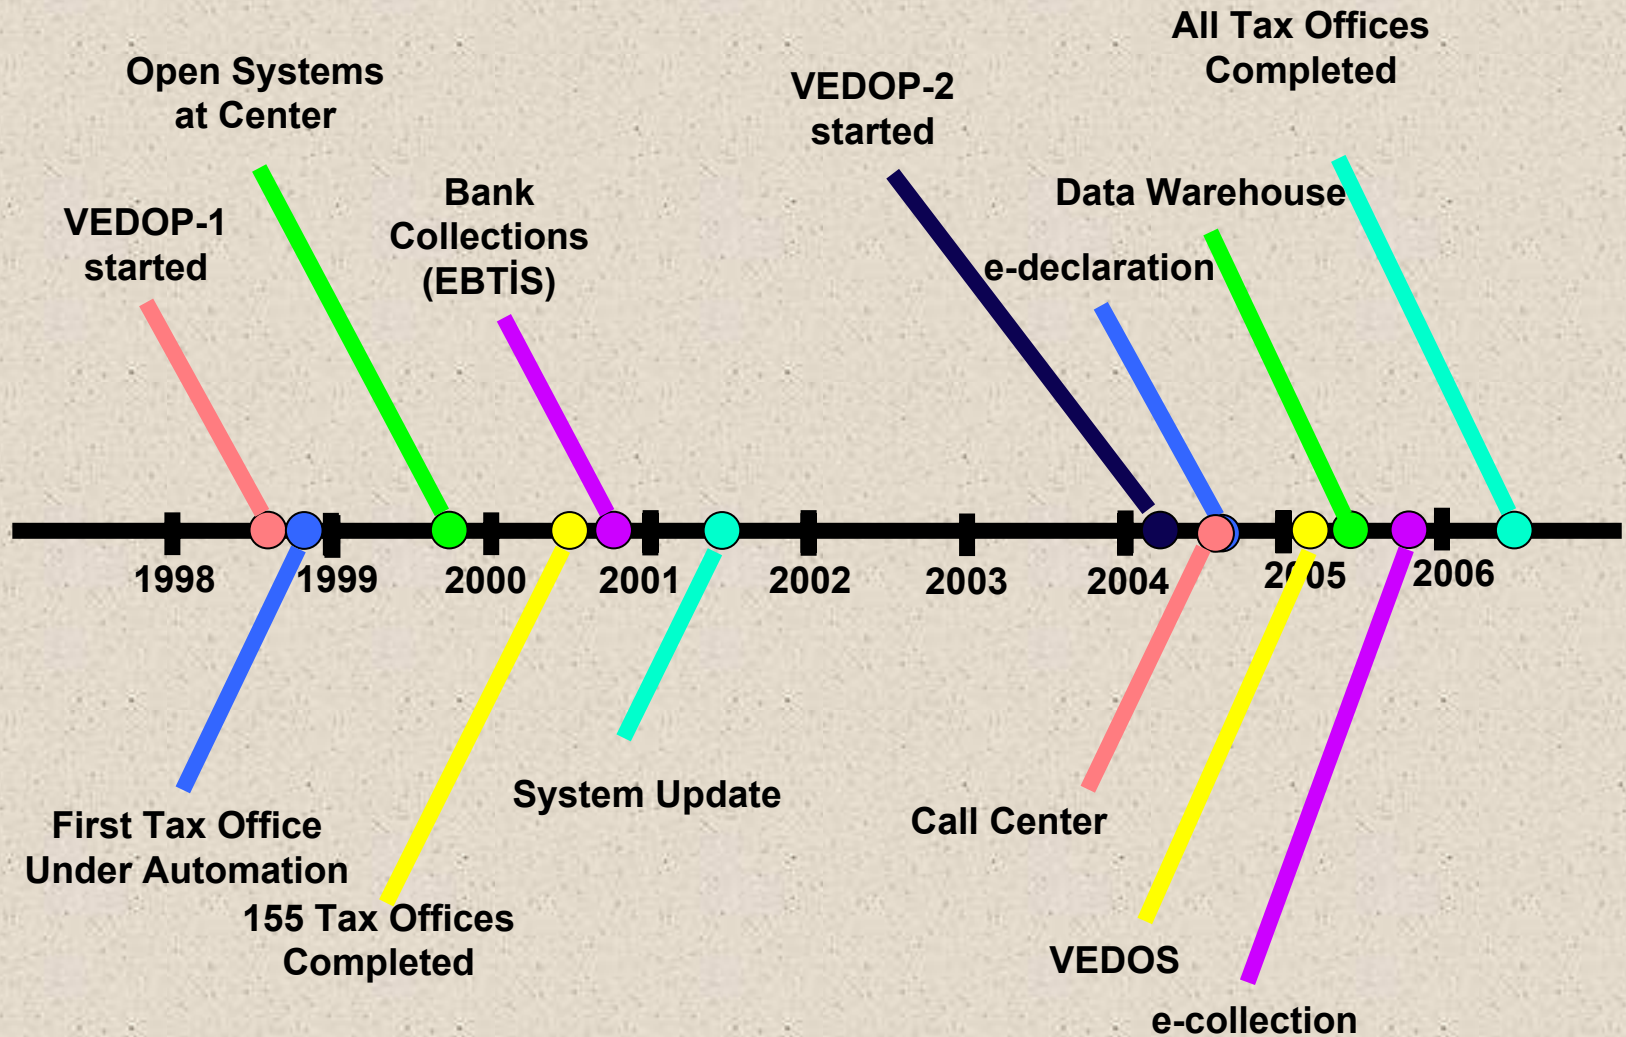 All Tax Offices
Completed
Open Systems
at Center
VEDOP-2
started
Bank
Collections
(EBTİS)
Data Warehouse
VEDOP-1
started
e-declaration
1998
1999
2000
2001
2002
2003
2004
2005
2006
System Update
First Tax Office
Under Automation
Call Center
155 Tax Offices
Completed
VEDOS
e-collection